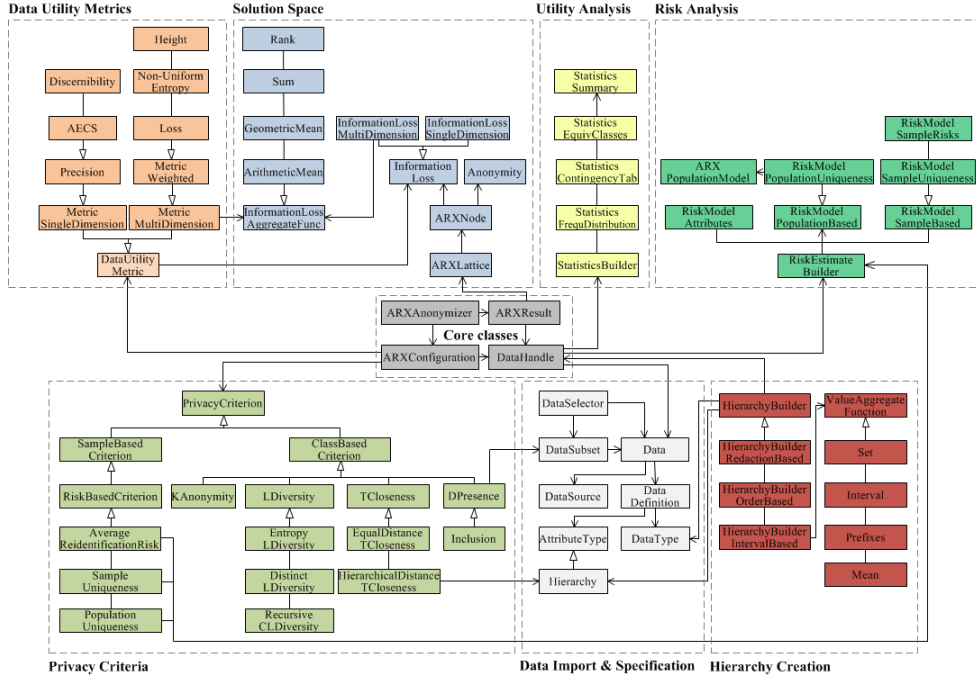 Data Utility Metrics
Height
Discernibility
Non-Uniform
Entropy
AECS
Loss
Precision
Metric
Weighted
Metric
SingleDimension
Metric
MultiDimension
DataUtility
Metric
Solution Space
Rank
Sum
GeometricMean
InformationLoss
MultiDimension
InformationLoss
SingleDimension
ArithmeticMean
Information
Loss
Anonymity
InformationLoss
AggregateFunc
ARXNode
ARXLattice
Utility Analysis
Statistics
Summary
Statistics
EquivClasses
Statistics
ContingencyTab
Statistics
FrequDistribution
StatisticsBuilder
Risk Analysis
RiskModel
SampleRisks
ARX
PopulationModel
RiskModel
PopulationUniqueness
RiskModel
SampleUniqueness
RiskModel
Attributes
RiskModel
PopulationBased
RiskModel
SampleBased
RiskEstimate
Builder
ARXAnonymizer
ARXResult
Core classes
ARXConfiguration
DataHandle
PrivacyCriterion
SampleBased
Criterion
ClassBased
Criterion
RiskBasedCriterion
KAnonymity
LDiversity
TCloseness
DPresence
Average
ReidentificationRisk
Entropy
LDiversity
EqualDistance
TCloseness
Inclusion
Sample
Uniqueness
Distinct
LDiversity
HierarchicalDistance
TCloseness
Population
Uniqueness
Recursive
CLDiversity
Privacy Criteria
DataSelector
DataSubset
Data
DataSource
Data
Definition
AttributeType
DataType
Hierarchy
Data Import & Specification
HierarchyBuilder
ValueAggregate
Function
HierarchyBuilder
RedactionBased
Set
HierarchyBuilder
OrderBased
Interval
HierarchyBuilder
IntervalBased
Prefixes
Mean
Hierarchy Creation